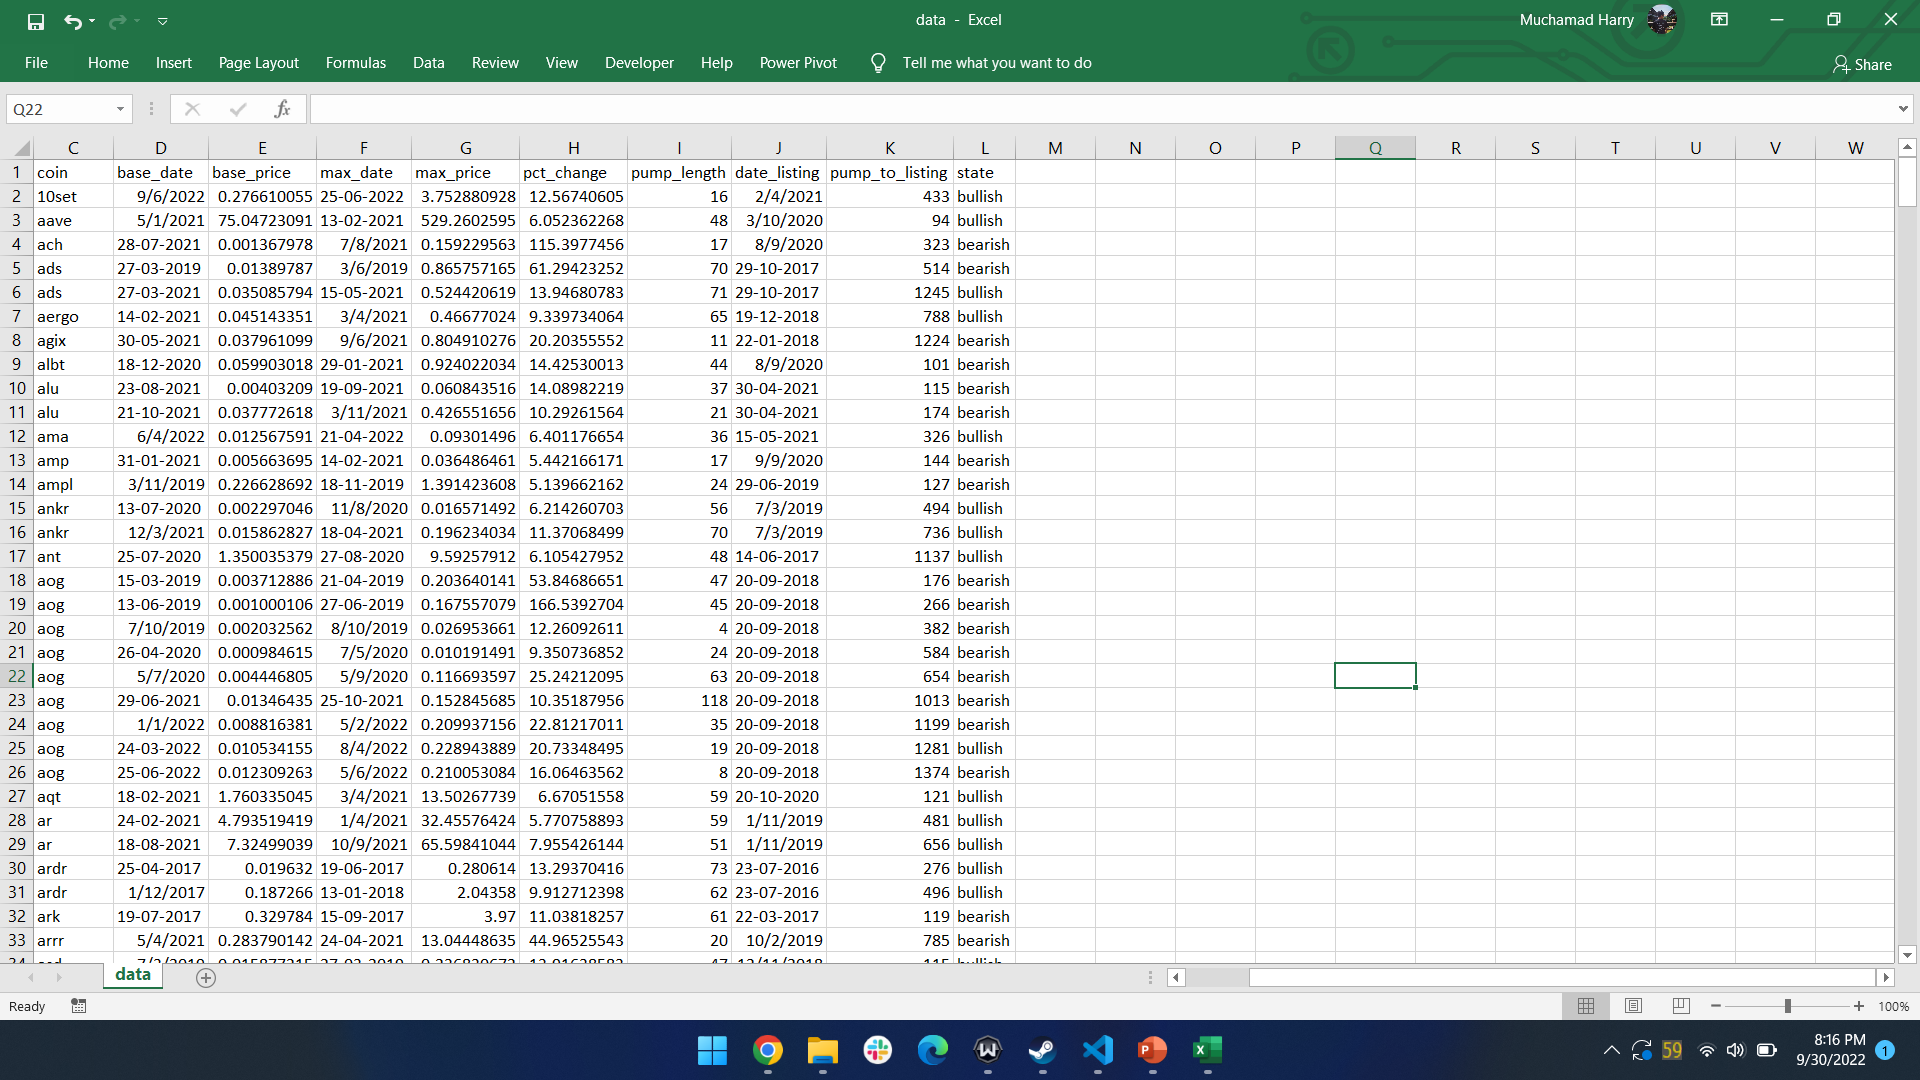 data - Excel
Muchamad Harry
File Home Insert Page Layout Formulas Data Review View Developer Help Power Pivot Tell me what you want to do Share
Q22 fx
C D E F G H I J K L M N O P Q R S T U V W
1 coin base_date base_price max_date max_price pct_change pump_length date_listing pump_to_listing state
2 10set 9/6/2022 0.276610055 25-06-2022 3.752880928 12.56740605 16 2/4/2021 433 bullish
3 aave 5/1/2021 75.04723091 13-02-2021 529.2602595 6.052362268 48 3/10/2020 94 bullish
4 ach 28-07-2021 0.001367978 7/8/2021 0.159229563 115.3977456 17 8/9/2020 323 bearish
5 ads 27-03-2019 0.01389787 3/6/2019 0.865757165 61.29423252 70 29-10-2017 514 bearish
6 ads 27-03-2021 0.035085794 15-05-2021 0.524420619 13.94680783 71 29-10-2017 1245 bullish
7 aergo 14-02-2021 0.045143351 3/4/2021 0.46677024 9.339734064 65 19-12-2018 788 bullish
8 agix 30-05-2021 0.037961099 9/6/2021 0.804910276 20.20355552 11 22-01-2018 1224 bearish
9 albt 18-12-2020 0.059903018 29-01-2021 0.924022034 14.42530013 44 8/9/2020 101 bearish
10 alu 23-08-2021 0.00403209 19-09-2021 0.060843516 14.08982219 37 30-04-2021 115 bearish
11 alu 21-10-2021 0.037772618 3/11/2021 0.426551656 10.29261564 21 30-04-2021 174 bearish
12 ama 6/4/2022 0.012567591 21-04-2022 0.09301496 6.401176654 36 15-05-2021 326 bullish
13 amp 31-01-2021 0.005663695 14-02-2021 0.036486461 5.442166171 17 9/9/2020 144 bearish
14 ampl 3/11/2019 0.226628692 18-11-2019 1.391423608 5.139662162 24 29-06-2019 127 bearish
15 ankr 13-07-2020 0.002297046 11/8/2020 0.016571492 6.214260703 56 7/3/2019 494 bullish
16 ankr 12/3/2021 0.015862827 18-04-2021 0.196234034 11.37068499 70 7/3/2019 736 bullish
17 ant 25-07-2020 1.350035379 27-08-2020 9.59257912 6.105427952 48 14-06-2017 1137 bullish
18 aog 15-03-2019 0.003712886 21-04-2019 0.203640141 53.84686651 47 20-09-2018 176 bearish
19 aog 13-06-2019 0.001000106 27-06-2019 0.167557079 166.5392704 45 20-09-2018 266 bearish
20 aog 7/10/2019 0.002032562 8/10/2019 0.026953661 12.26092611 4 20-09-2018 382 bearish
21 aog 26-04-2020 0.000984615 7/5/2020 0.010191491 9.350736852 24 20-09-2018 584 bearish
22 aog 5/7/2020 0.004446805 5/9/2020 0.116693597 25.24212095 63 20-09-2018 654 bearish
23 aog 29-06-2021 0.01346435 25-10-2021 0.152845685 10.35187956 118 20-09-2018 1013 bearish
24 aog 1/1/2022 0.008816381 5/2/2022 0.209937156 22.81217011 35 20-09-2018 1199 bearish
25 aog 24-03-2022 0.010534155 8/4/2022 0.228943889 20.73348495 19 20-09-2018 1281 bullish
26 aog 25-06-2022 0.012309263 5/6/2022 0.210053084 16.06463562 8 20-09-2018 1374 bearish
27 aqt 18-02-2021 1.760335045 3/4/2021 13.50267739 6.67051558 59 20-10-2020 121 bullish
28 ar 24-02-2021 4.793519419 1/4/2021 32.45576424 5.770758893 59 1/11/2019 481 bullish
29 ar 18-08-2021 7.32499039 10/9/2021 65.59841044 7.955426144 51 1/11/2019 656 bullish
30 ardr 25-04-2017 0.019632 19-06-2017 0.280614 13.29370416 73 23-07-2016 276 bullish
31 ardr 1/12/2017 0.187266 13-01-2018 2.04358 9.912712398 62 23-07-2016 496 bullish
32 ark 19-07-2017 0.329784 15-09-2017 3.97 11.03818257 61 22-03-2017 119 bearish
33 arrr 5/4/2021 0.283790142 24-04-2021 13.04448635 44.96525543 20 10/2/2019 785 bearish
data
Ready 100%
59 8:16 PM
9/30/2022 1